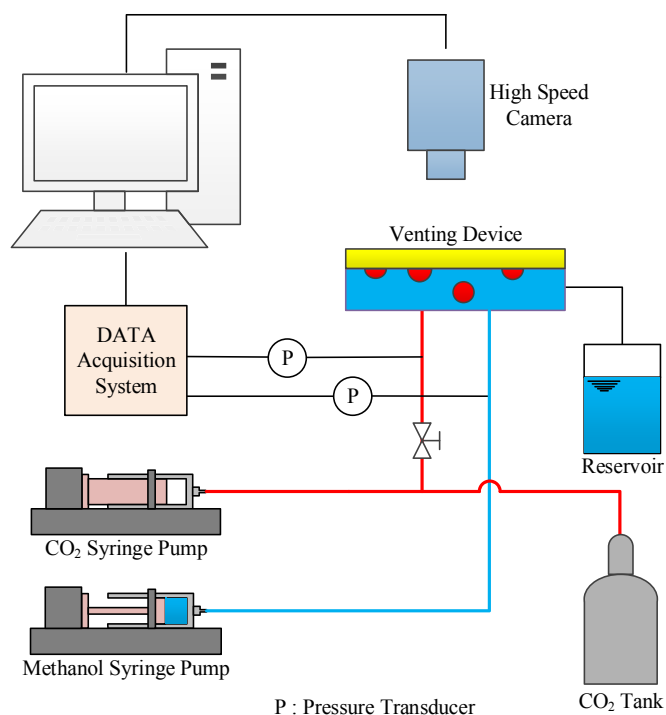 High Speed
Camera
Venting Device
DATA
Acquisition
System
P
P
Reservoir
CO₂ Syringe Pump
Methanol Syringe Pump
P : Pressure Transducer
CO₂ Tank